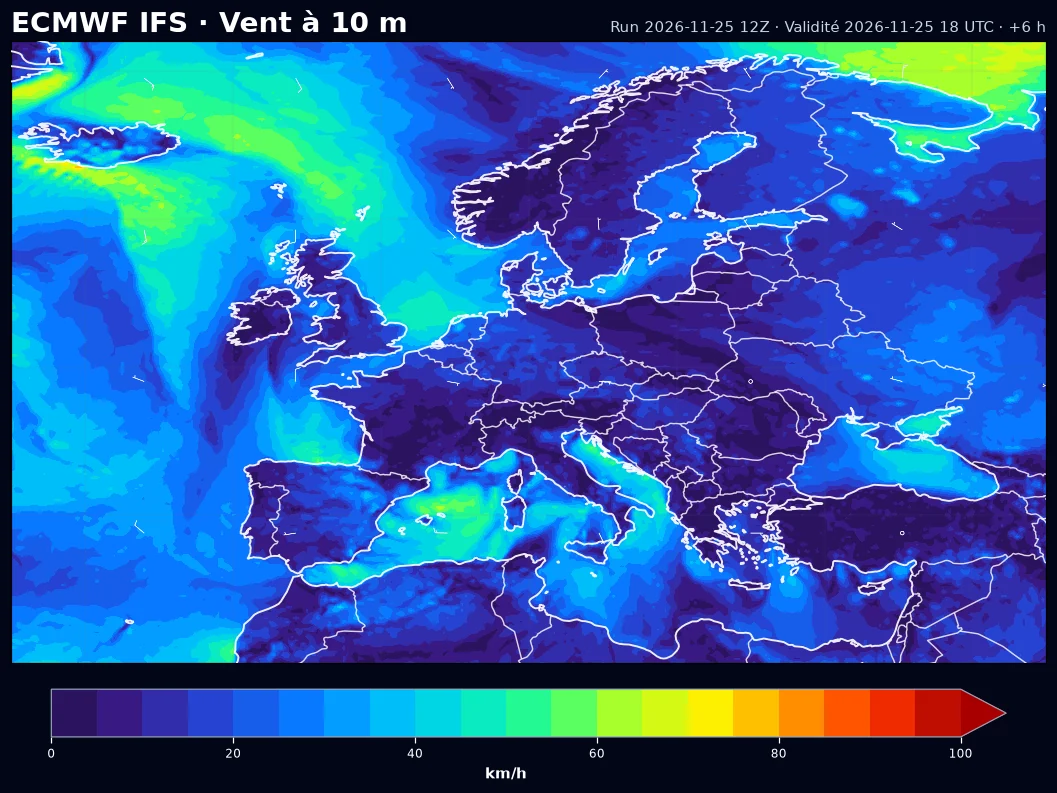 ECMWF IFS · Vent à 10 m
Run 2026-11-25 12Z · Validité 2026-11-25 18 UTC · +6 h
0 20 40 60 80 100
km/h